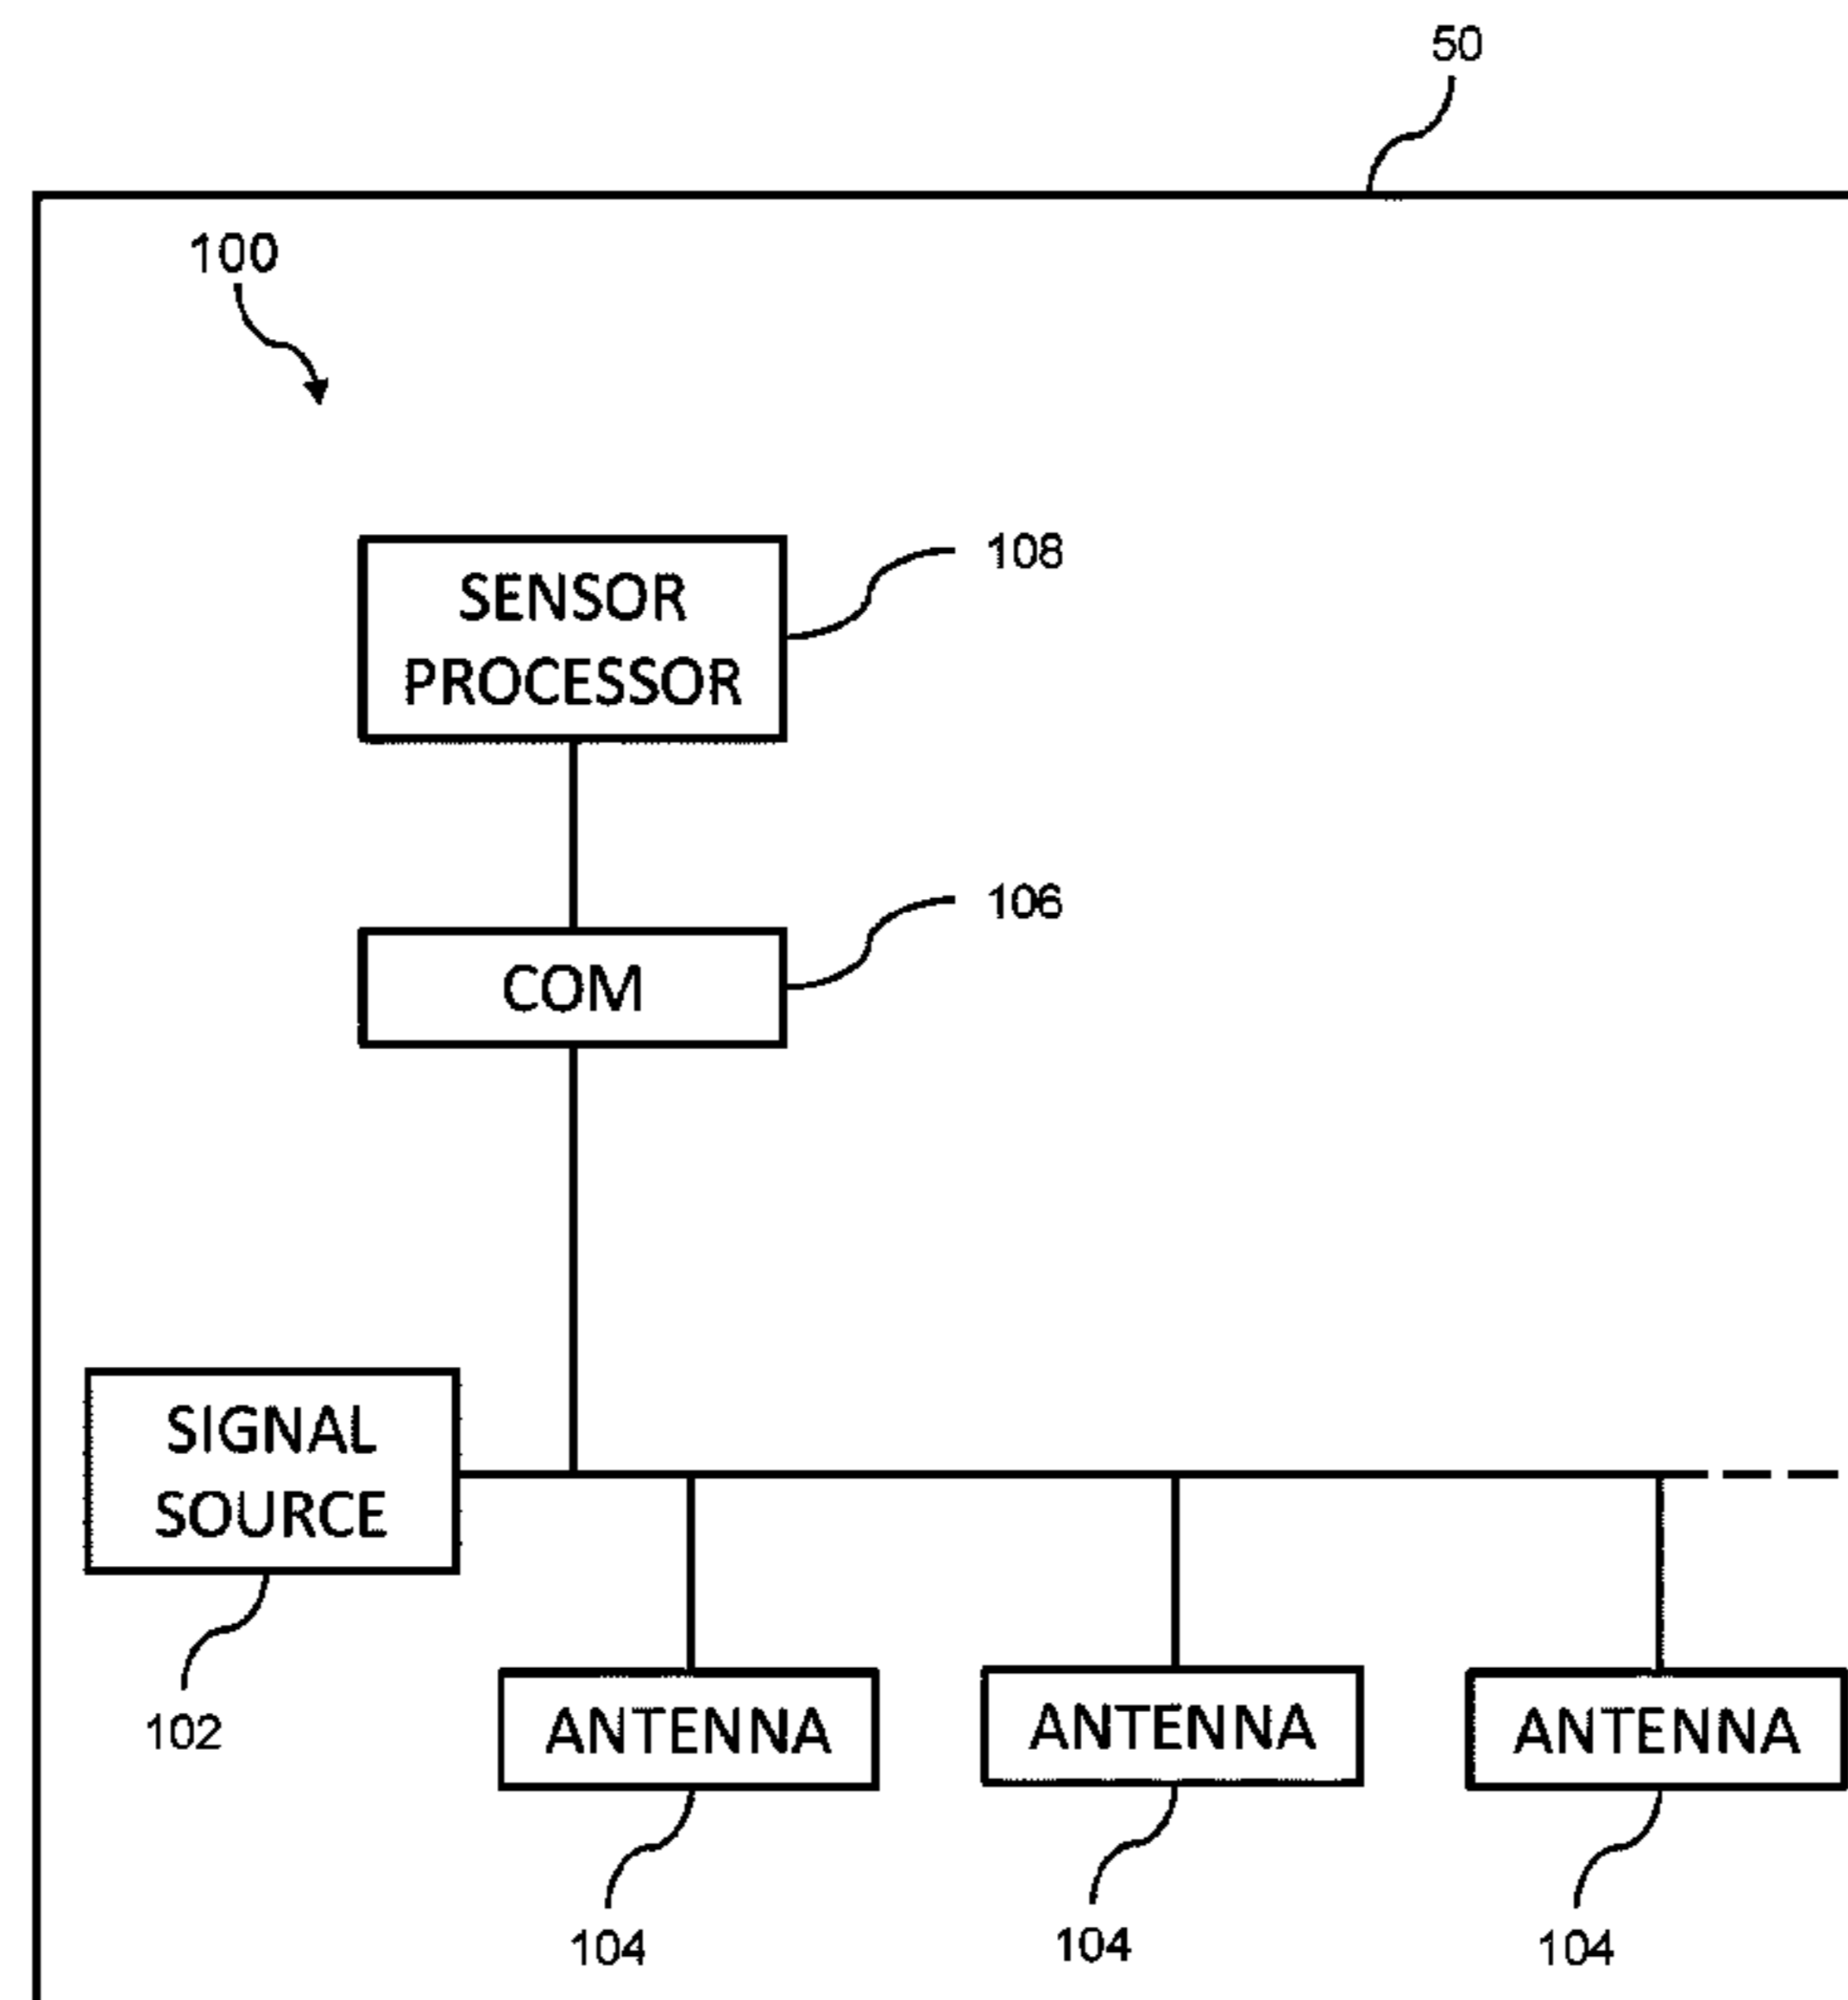 50
100
SENSOR
PROCESSOR
108
COM
106
SIGNAL
SOURCE
102
ANTENNA
ANTENNA
ANTENNA
104
104
104